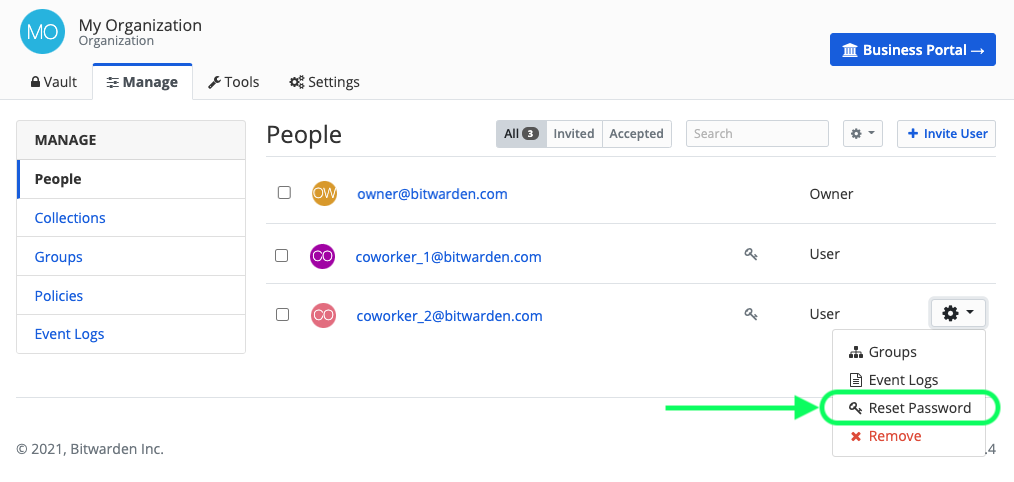 MO
My Organization
Organization
Business Portal →
Vault
Manage
Tools
Settings
MANAGE
People
Collections
Groups
Policies
Event Logs
People
All 3
Invited
Accepted
Search
+ Invite User
OW owner@bitwarden.com Owner
CO coworker_1@bitwarden.com User
CO coworker_2@bitwarden.com User
Groups
Event Logs
Reset Password
Remove
© 2021, Bitwarden Inc.
.4